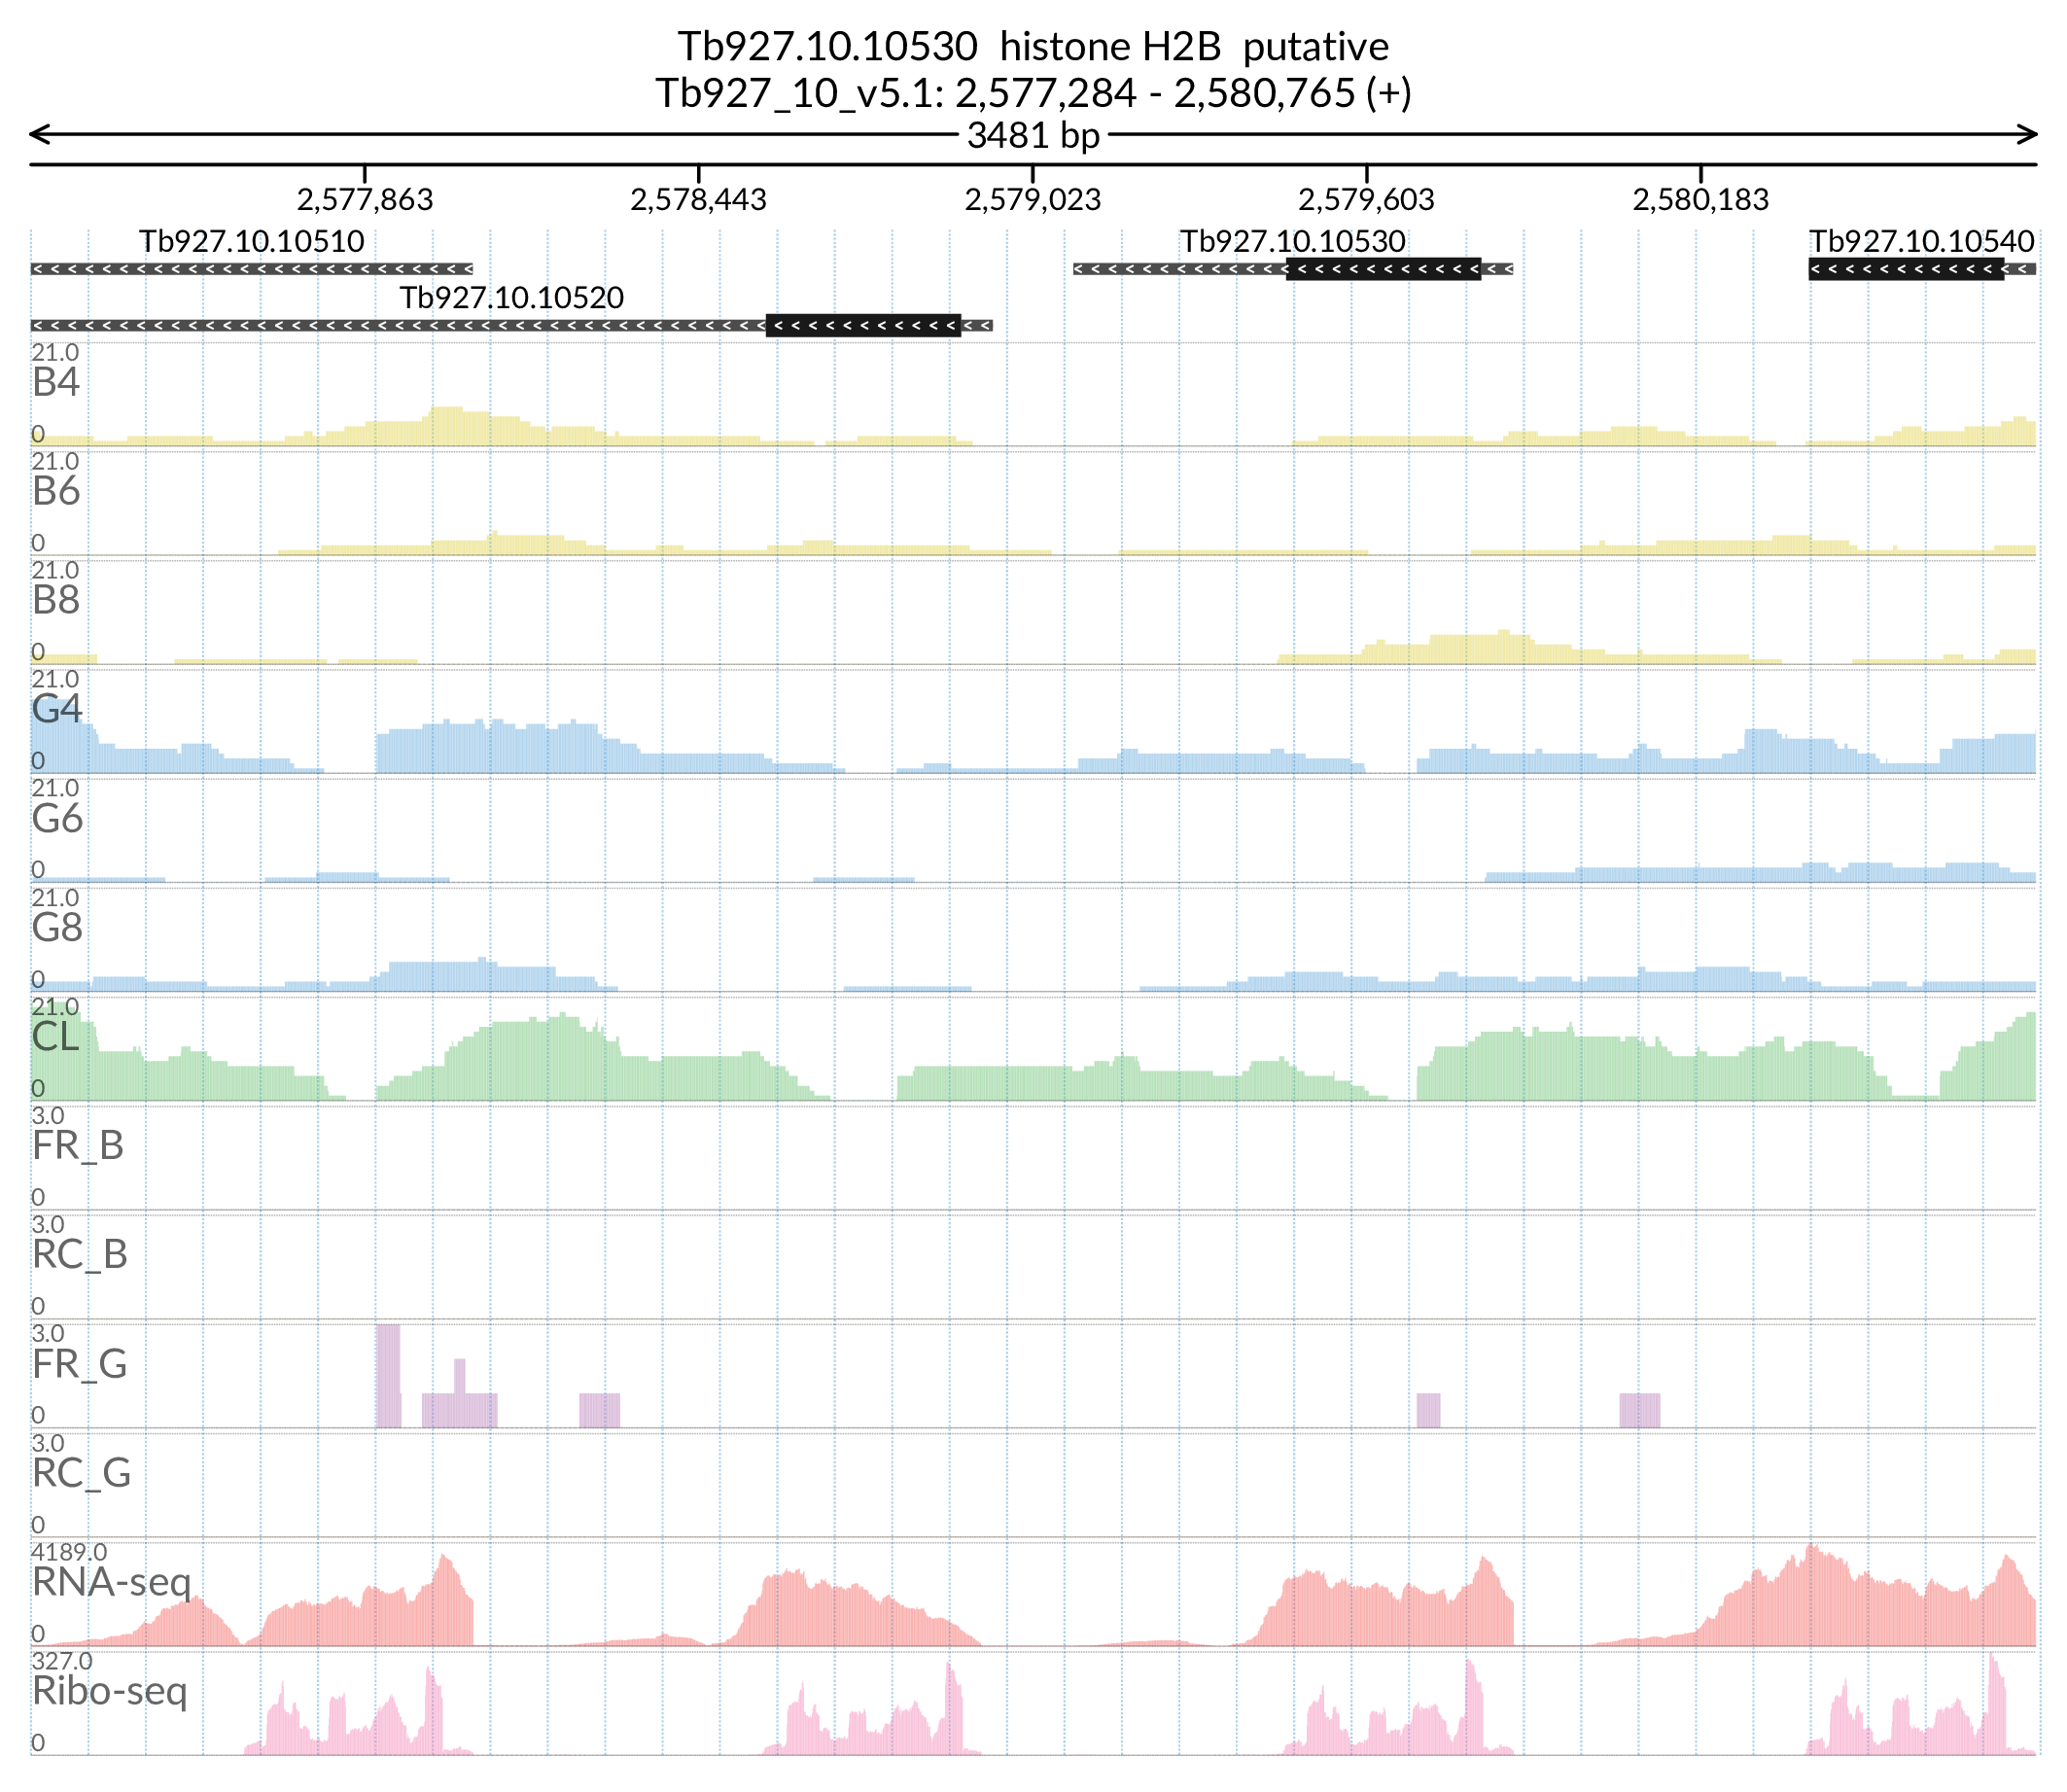 Tb927.10.10530 histone H2B putative
Tb927_10_v5.1: 2,577,284 - 2,580,765 (+)
3481 bp
2,577,863 2,578,443 2,579,023 2,579,603 2,580,183
Tb927.10.10510 Tb927.10.10530 Tb927.10.10540
Tb927.10.10520
21.0
B4
0
21.0
B6
0
21.0
B8
0
21.0
G4
0
21.0
G6
0
21.0
G8
0
21.0
CL
0
3.0
FR_B
0
3.0
RC_B
0
3.0
FR_G
0
3.0
RC_G
0
4189.0
RNA-seq
0
327.0
Ribo-seq
0